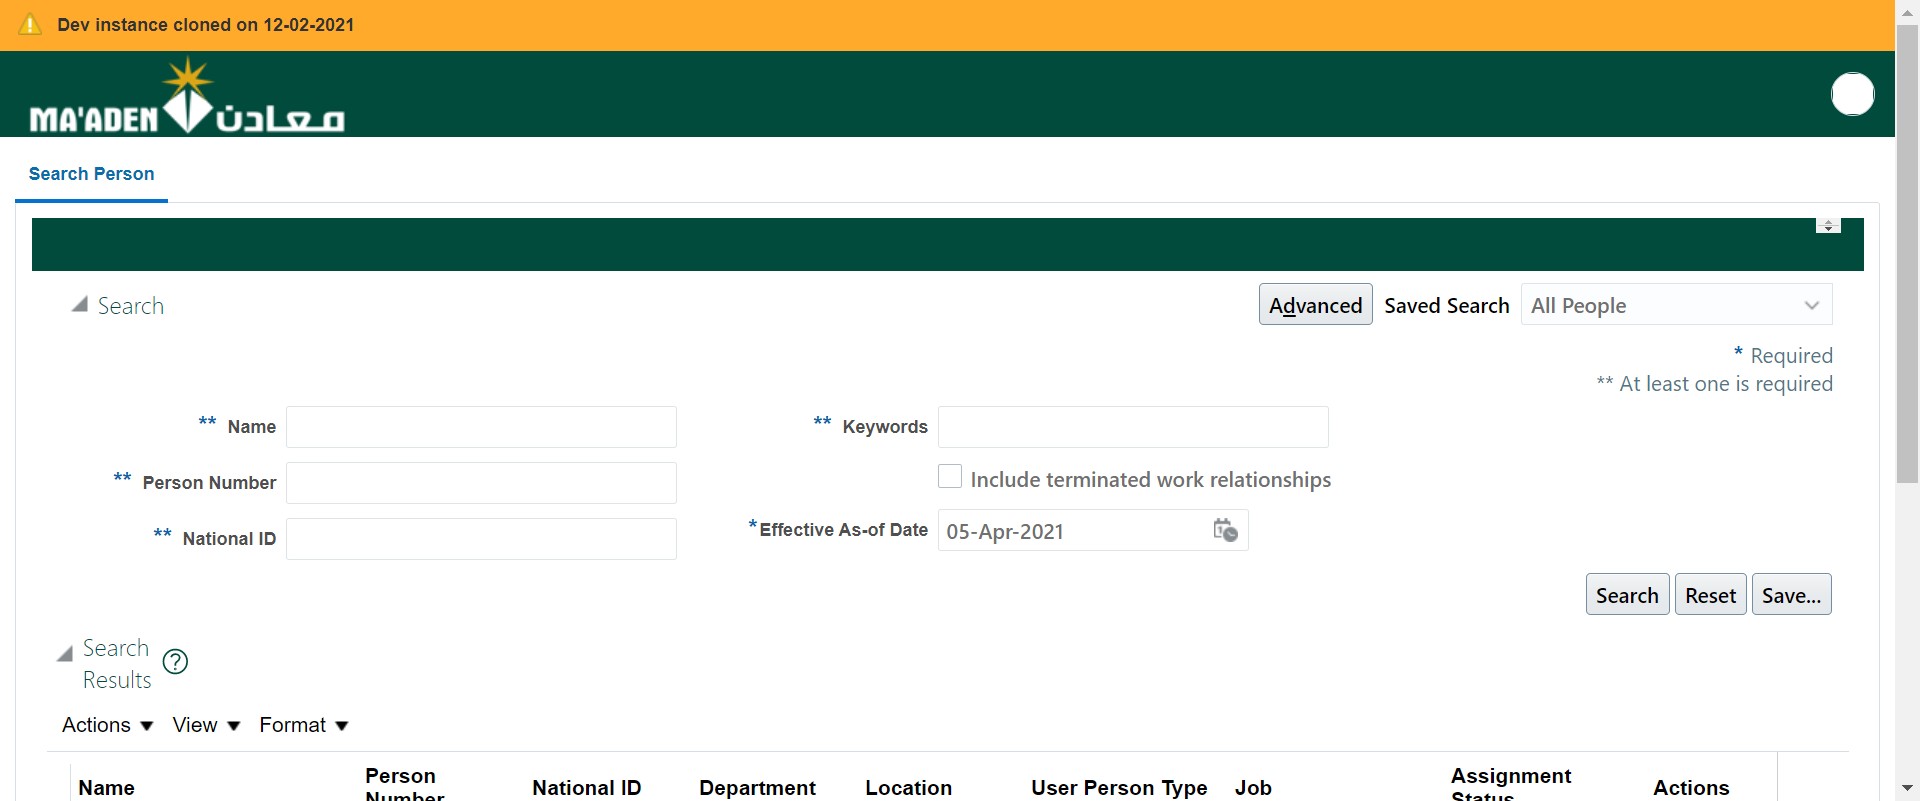 Dev instance cloned on 12-02-2021
MA'ADEN معادن
Search Person
Search
Advanced Saved Search All People
* Required
** At least one is required
** Name
** Keywords
** Person Number
Include terminated work relationships
** National ID
*Effective As-of Date 05-Apr-2021
Search Reset Save...
Search
Results ?
Actions View Format
Name Person Number National ID Department Location User Person Type Job Assignment Status Actions